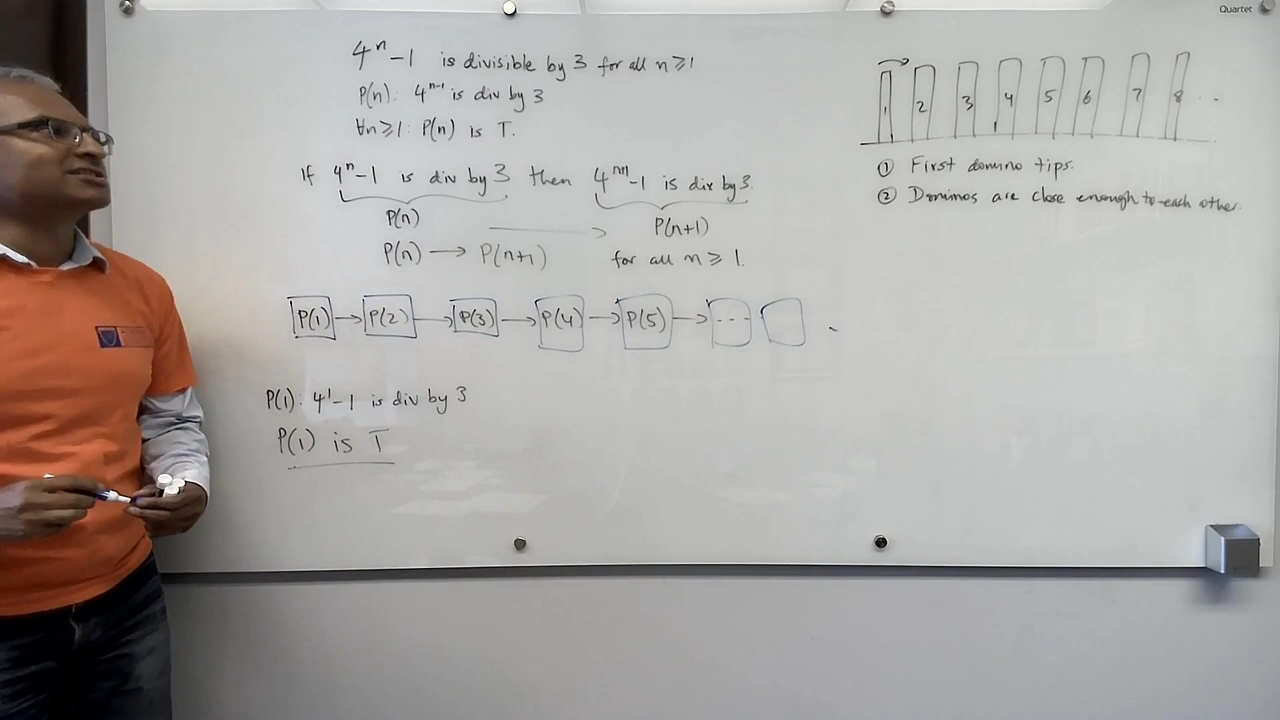 4ⁿ-1 is divisible by 3 for all n ≥ 1
P(n): 4ⁿ⁻¹ is div by 3
∀n ≥ 1: P(n) is T.
If 4ⁿ-1 is div by 3 then 4ⁿ⁺¹-1 is div by 3.
P(n) → P(n+1)
P(n) → P(n+1) for all n ≥ 1.
P(1) → P(2) → P(3) → P(4) → P(5) → ...
P(1): 4¹-1 is div by 3
P(1) is T
1 2 3 4 5 6 7 8 ...
① First domino tips.
② Dominos are close enough to each other.
Quartet